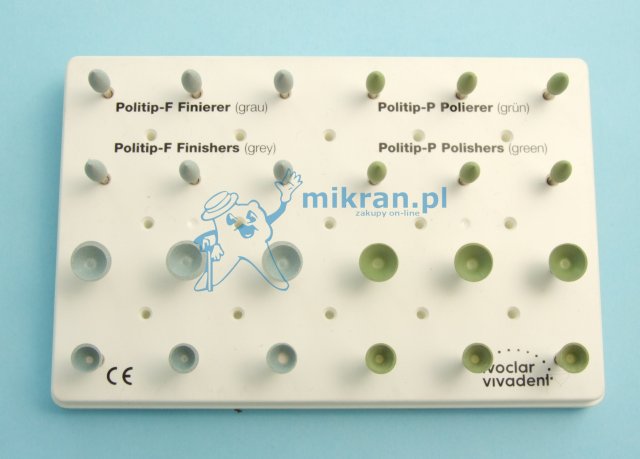 Politip-F Finierer (grau)
Politip-P Polierer (grün)
Politip-F Finishers (grey)
Politip-P Polishers (green)
mikran.pl
zakupy on-line
CE
ivoclar
vivadent